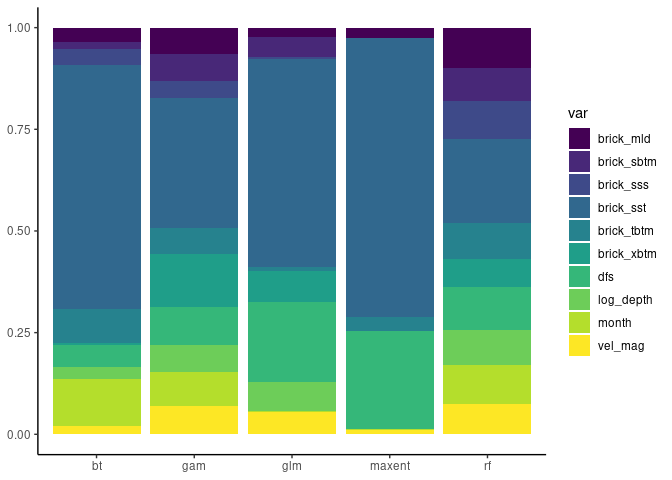 1.00
0.75
0.50
0.25
0.00
bt gam glm maxent rf
var
brick_mld
brick_sbtm
brick_sss
brick_sst
brick_tbtm
brick_xbtm
dfs
log_depth
month
vel_mag